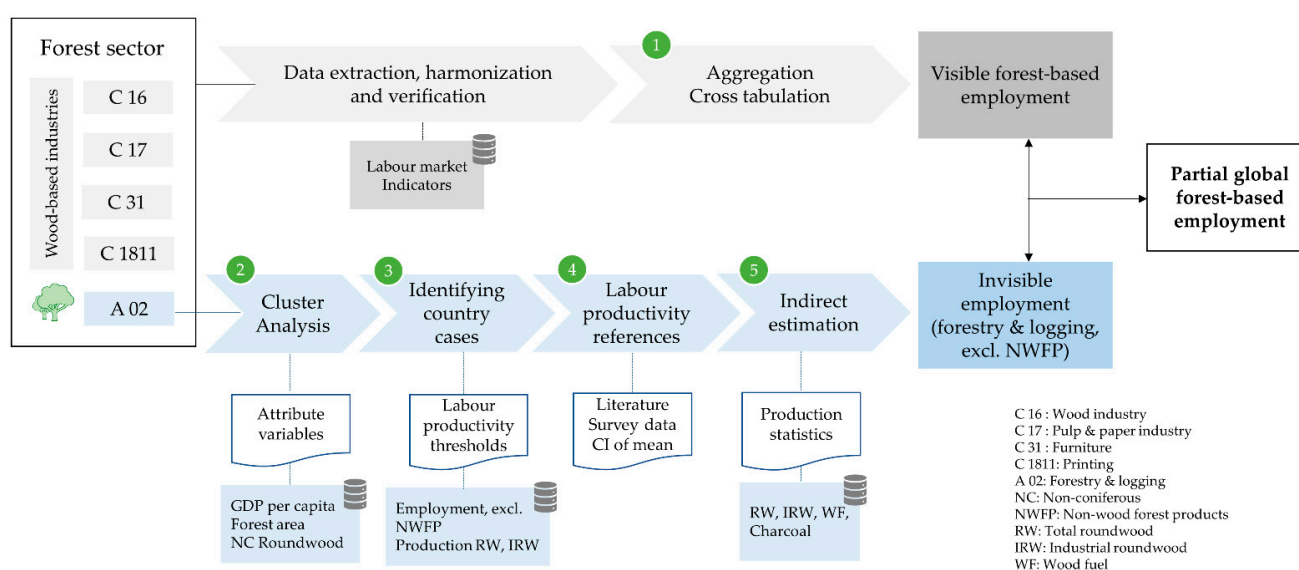 Forest sector
Wood-based industries
C 16
C 17
C 31
C 1811
A 02
Data extraction, harmonization
and verification
Labour market
Indicators
1
Aggregation
Cross tabulation
Visible forest-based
employment
Partial global
forest-based
employment
2
Cluster
Analysis
3
Identifying
country
cases
4
Labour
productivity
references
5
Indirect
estimation
Invisible
employment
(forestry & logging,
excl. NWFP)
Attribute
variables
Labour
productivity
thresholds
Literature
Survey data
CI of mean
Production
statistics
GDP per capita
Forest area
NC Roundwood
Employment, excl.
NWFP
Production RW, IRW
RW, IRW, WF,
Charcoal
C 16 : Wood industry
C 17 : Pulp & paper industry
C 31 : Furniture
C 1811: Printing
A 02: Forestry & logging
NC: Non-coniferous
NWFP: Non-wood forest products
RW: Total roundwood
IRW: Industrial roundwood
WF: Wood fuel